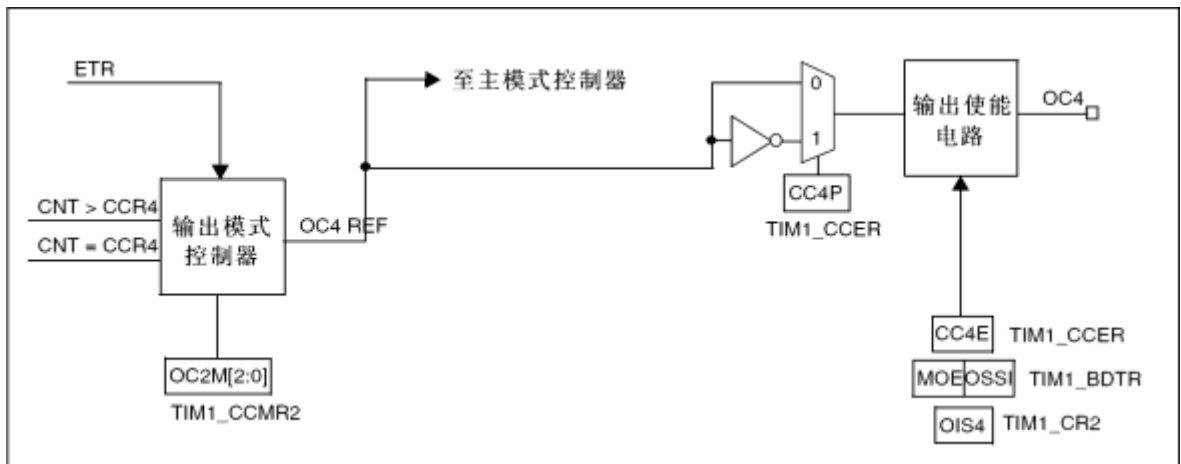 ETR
至主模式控制器
0
1
输出使能
电路
OC4
CNT > CCR4
CNT = CCR4
输出模式
控制器
OC4 REF
CC4P
TIM1_CCER
OC2M[2:0]
TIM1_CCMR2
CC4E TIM1_CCER
MOE OSSI TIM1_BDTR
OIS4 TIM1_CR2